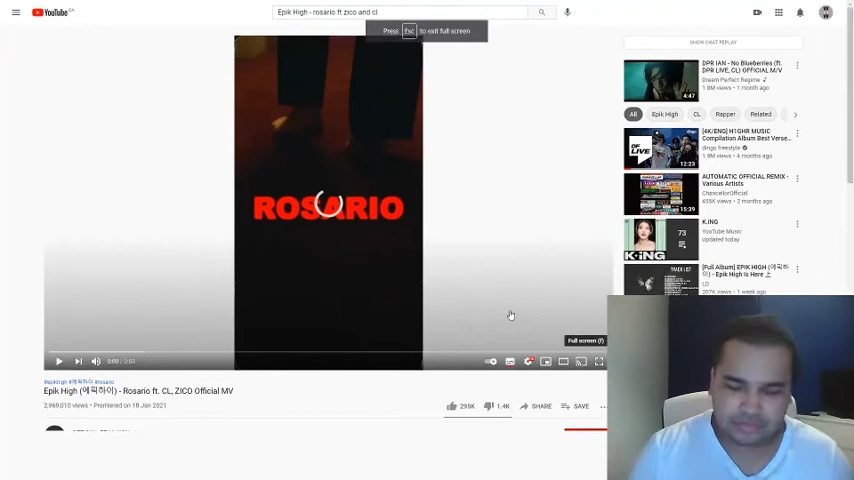 YouTube CA
Epik High - rosario ft zico and cl
Press Esc to exit full screen
ROSARIO
Full screen (f)
0:00 / 3:53
#epikhigh #에픽하이 #rosario
Epik High (에픽하이) - Rosario ft. CL, ZICO Official MV
2,969,010 views • Premiered on 18 Jan 2021
295K
1.4K
SHARE
SAVE
SHOW CHAT REPLAY
DPR IAN - No Blueberries (ft.
DPR LIVE, CL) OFFICIAL M/V
Dream Perfect Regime
1.8M views • 1 month ago
4:47
All
Epik High
CL
Rapper
Related
[4K/ENG] H1GHR MUSIC
Compilation Album Best Verse...
dingo freestyle
1.9M views • 4 months ago
OF LIVE
12:23
AUTOMATIC OFFICIAL REMIX -
Various Artists
ChancellorOfficial
455K views • 2 months ago
15:39
K.ING
YouTube Music
Updated today
73
K-iNG
[Full Album] EPIK HIGH (에픽하
이) - Epik High Is Here 上
LO
207K views • 1 week ago
TRACK LIST